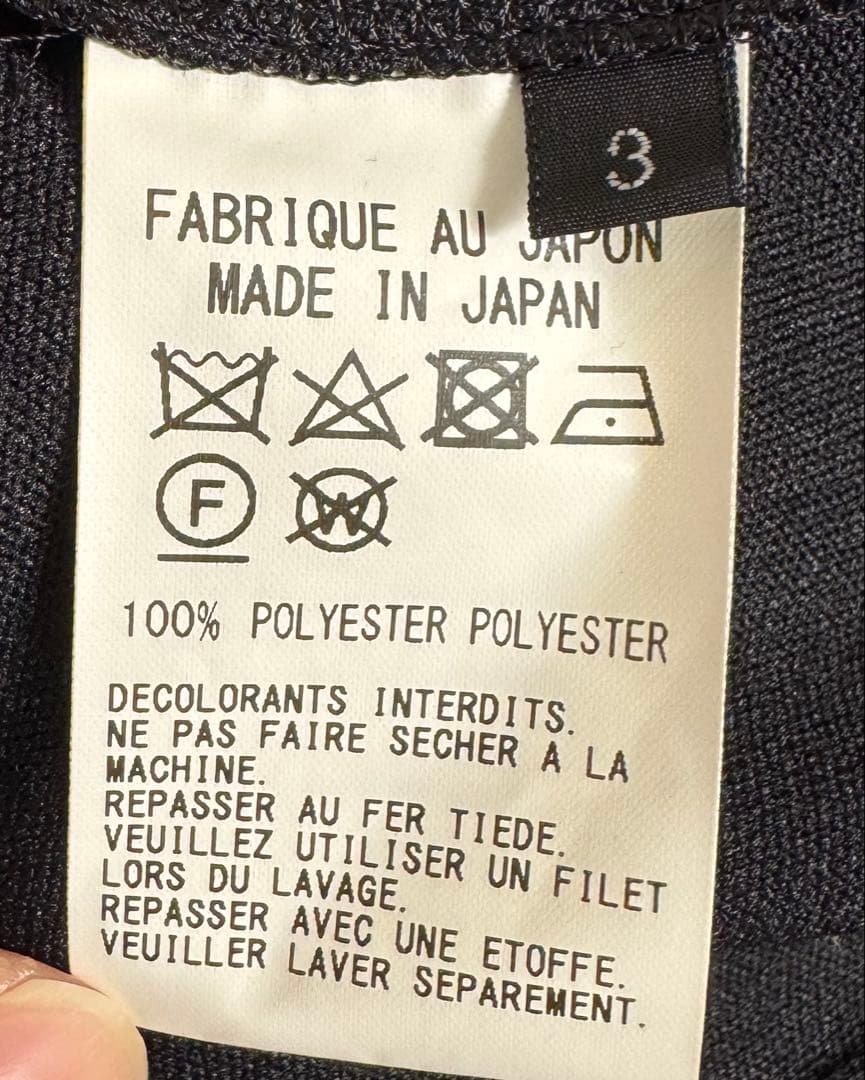 3
FABRIQUE AU JAPON
MADE IN JAPAN
F
W
100% POLYESTER POLYESTER
DECOLORANTS INTERDITS.
NE PAS FAIRE SECHER A LA
MACHINE.
REPASSER AU FER TIEDE.
VEUILLEZ UTILISER UN FILET
LORS DU LAVAGE.
REPASSER AVEC UNE ETOFFE.
VEUILLER LAVER SEPAREMENT.